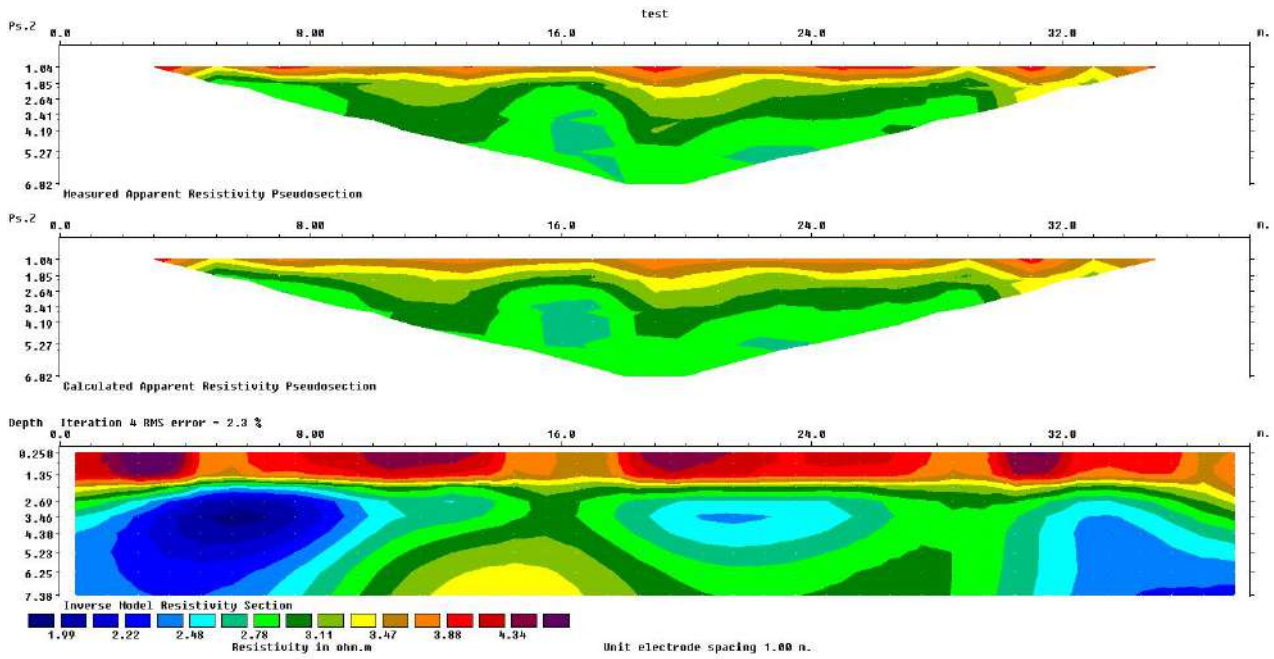 test
Ps.Z 0.0 8.00 16.0 24.0 32.0 m.
1.04
1.85
2.64
3.41
4.19
5.27
6.82
Measured Apparent Resistivity Pseudosection
Ps.Z 0.0 8.00 16.0 24.0 32.0 m.
1.04
1.85
2.64
3.41
4.19
5.27
6.82
Calculated Apparent Resistivity Pseudosection
Depth Iteration 4 RMS error = 2.3 %
0.0 8.00 16.0 24.0 32.0 m.
0.250
1.35
2.69
3.46
4.30
5.23
6.25
7.38
Inverse Model Resistivity Section
1.99 2.22 2.48 2.78 3.11 3.47 3.88 4.34
Resistivity in ohm.m Unit electrode spacing 1.00 m.